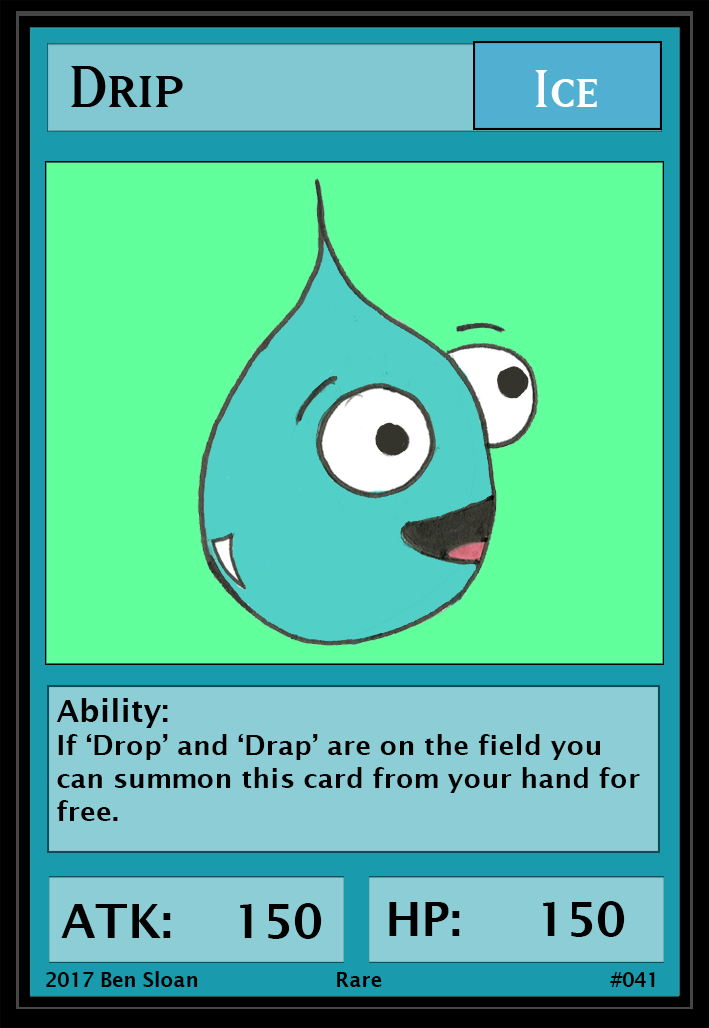 Drip
Ice
Ability:
If ‘Drop’ and ‘Drap’ are on the field you
can summon this card from your hand for
free.
ATK: 150
HP: 150
2017 Ben Sloan
Rare
#041